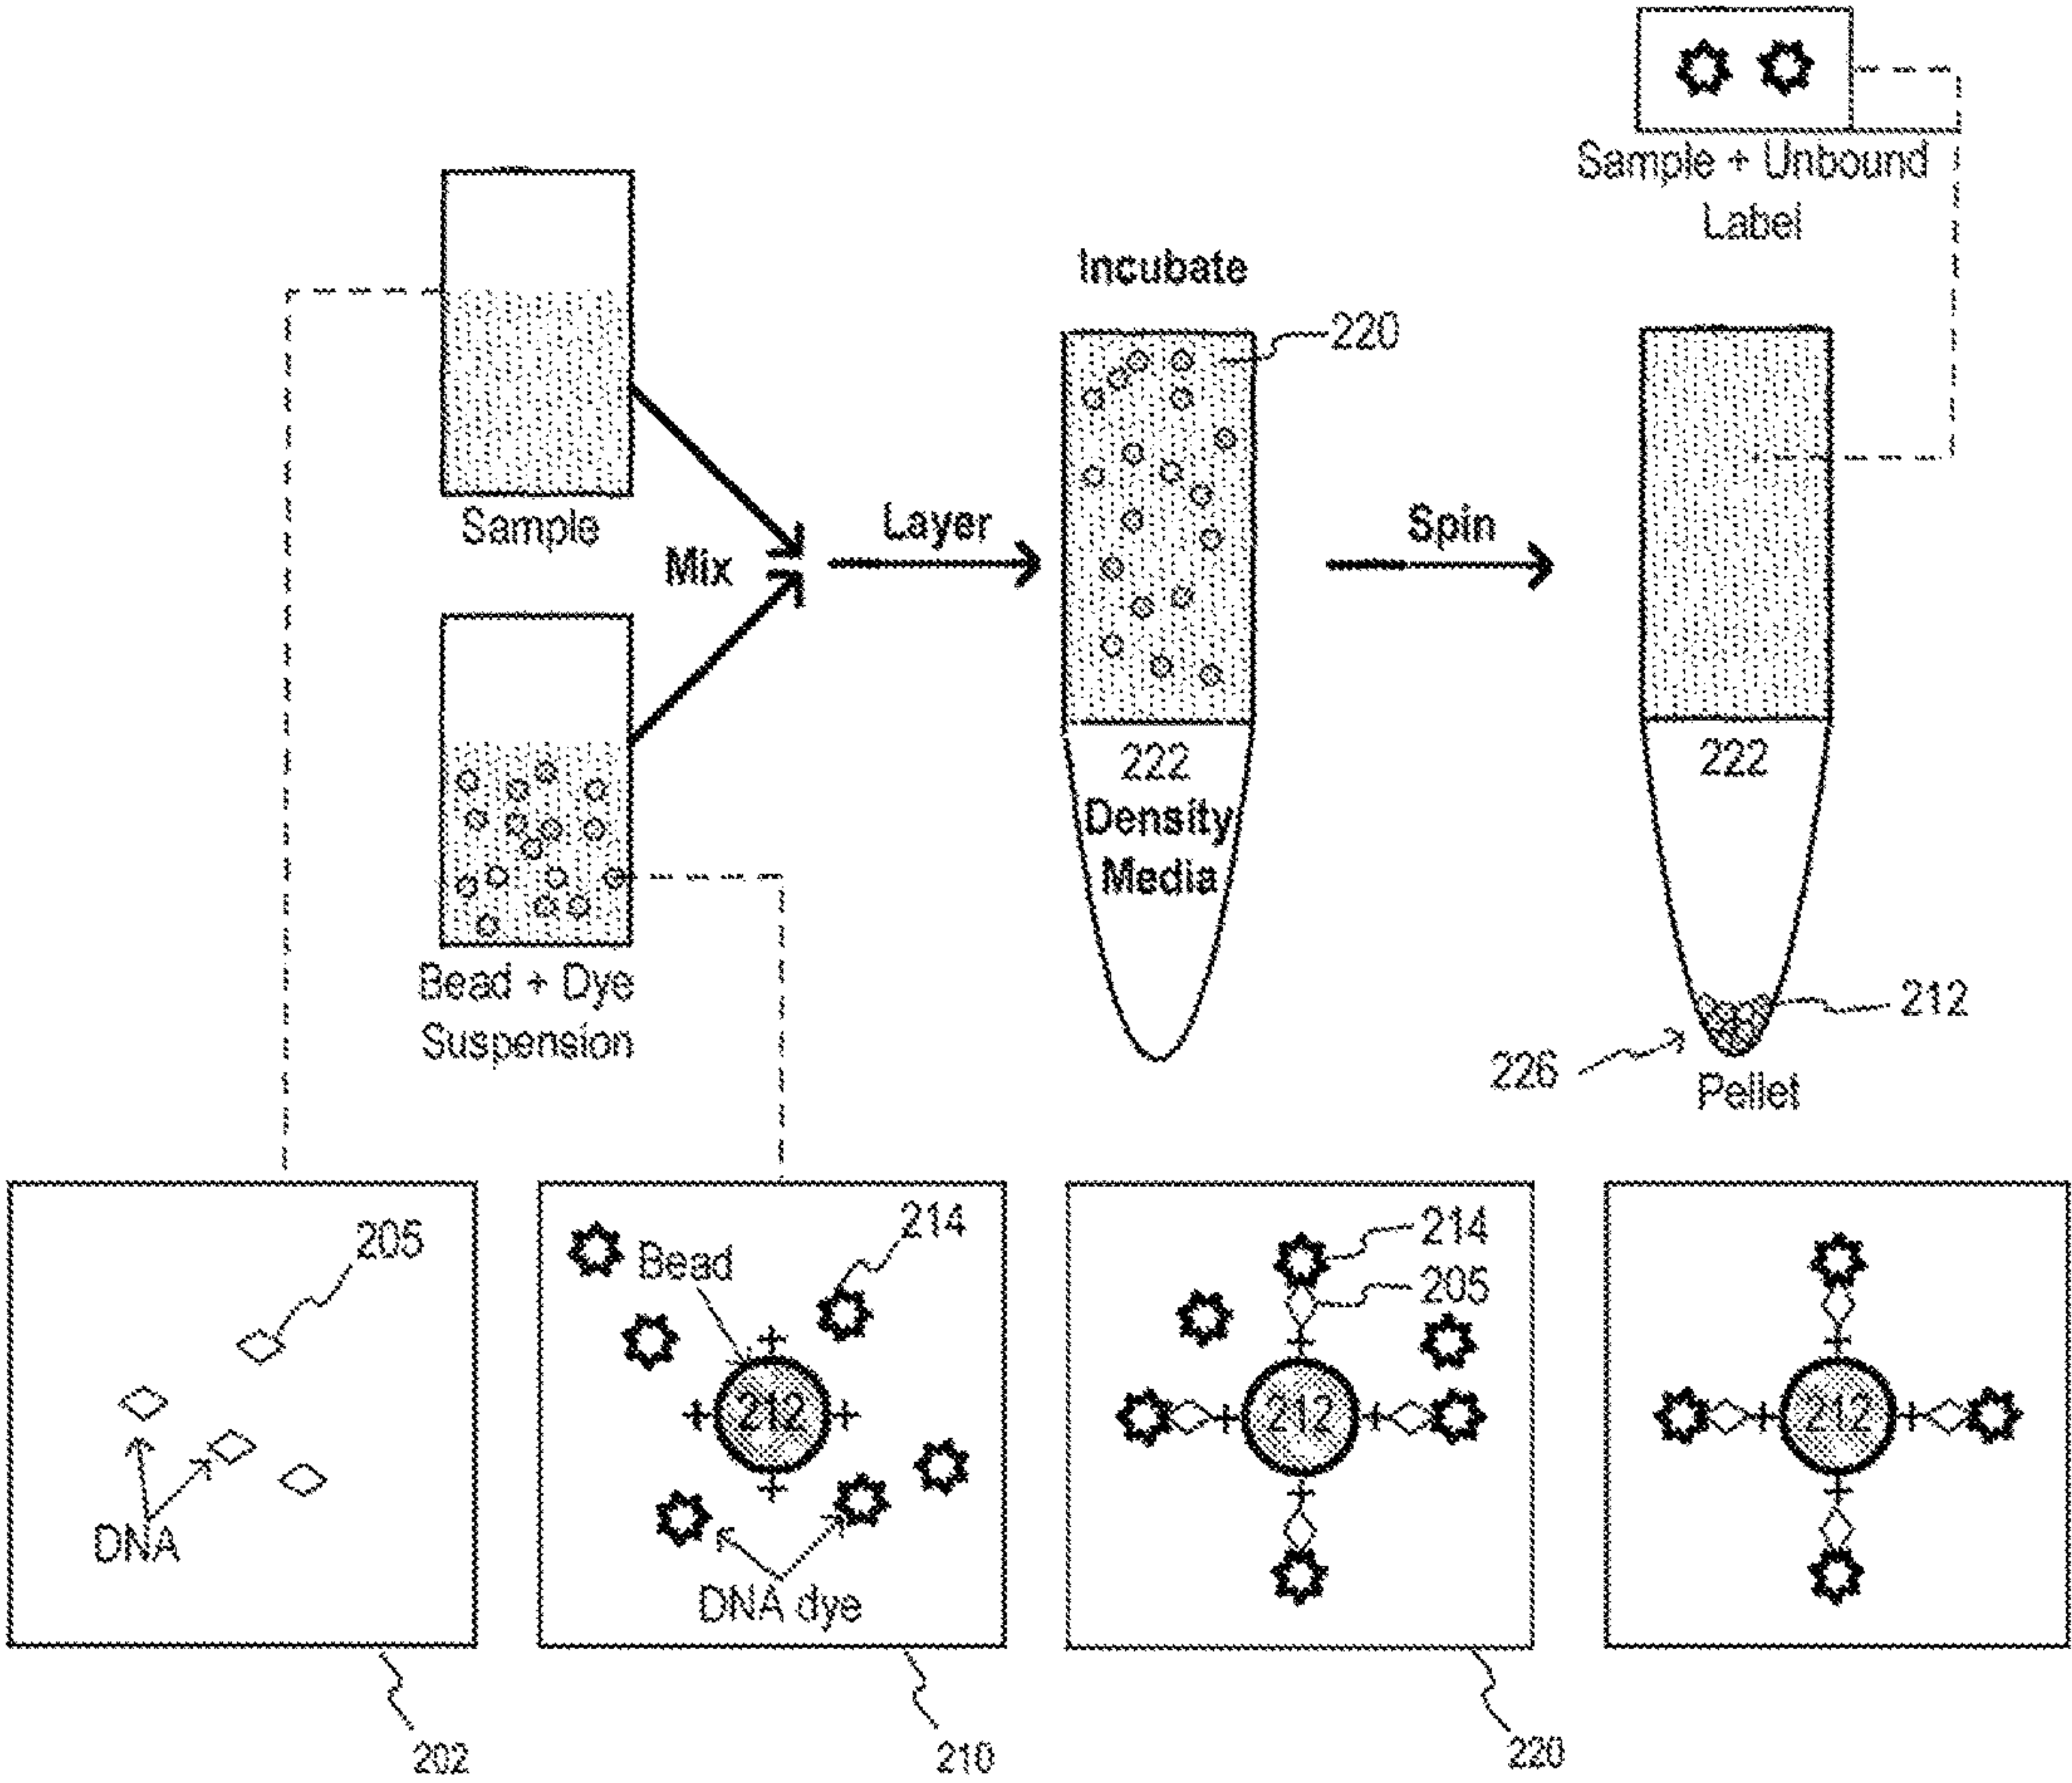 Sample + Unbound
Label
Incubate
220
Sample
Mix
Layer
Spin
222
Density
Media
222
Bead + Dye
Suspension
212
226
Pellet
205
DNA
202
Bead
214
212
DNA dye
210
214
205
212
220
212